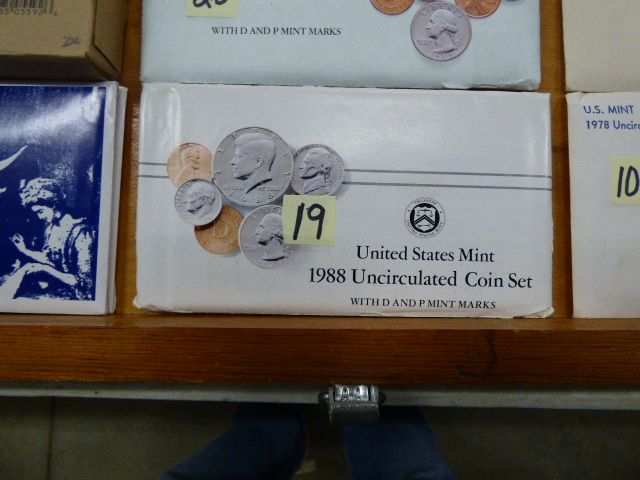 WITH D AND P MINT MARKS
19
United States Mint
1988 Uncirculated Coin Set
WITH D AND P MINT MARKS
U.S. MINT
1978
10